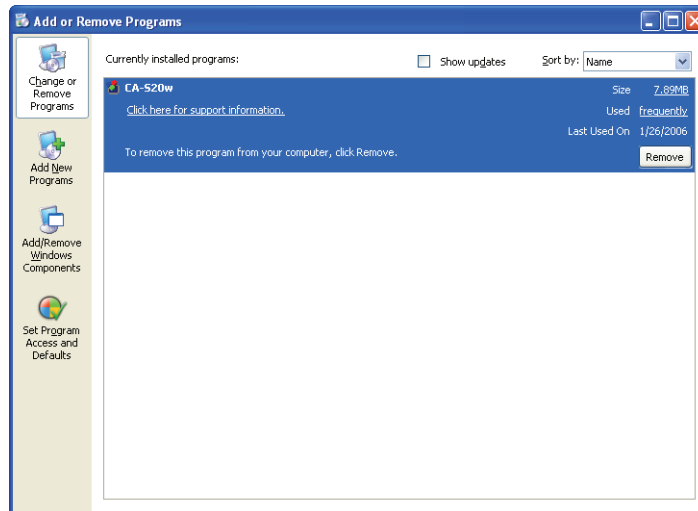 Add or Remove Programs
Change or
Remove
Programs
Add New
Programs
Add/Remove
Windows
Components
Set Program
Access and
Defaults
Currently installed programs:
Show updates
Sort by: Name
CA-S20w
Size 7.89MB
Click here for support information.
Used frequently
Last Used On 1/26/2006
To remove this program from your computer, click Remove.
Remove